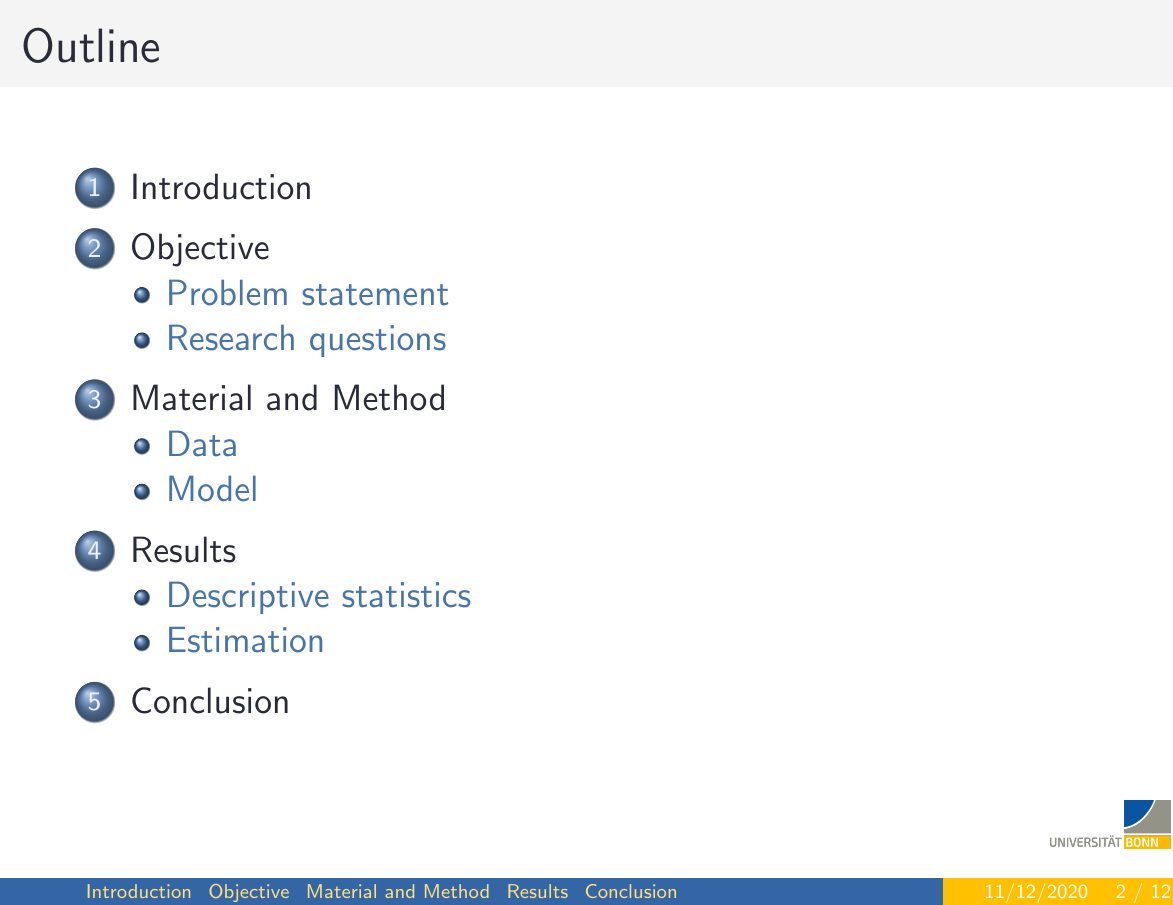 Outline
1 Introduction
2 Objective
Problem statement
Research questions
3 Material and Method
Data
Model
4 Results
Descriptive statistics
Estimation
5 Conclusion
UNIVERSITÄT BONN
Introduction Objective Material and Method Results Conclusion 11/12/2020 2 / 12